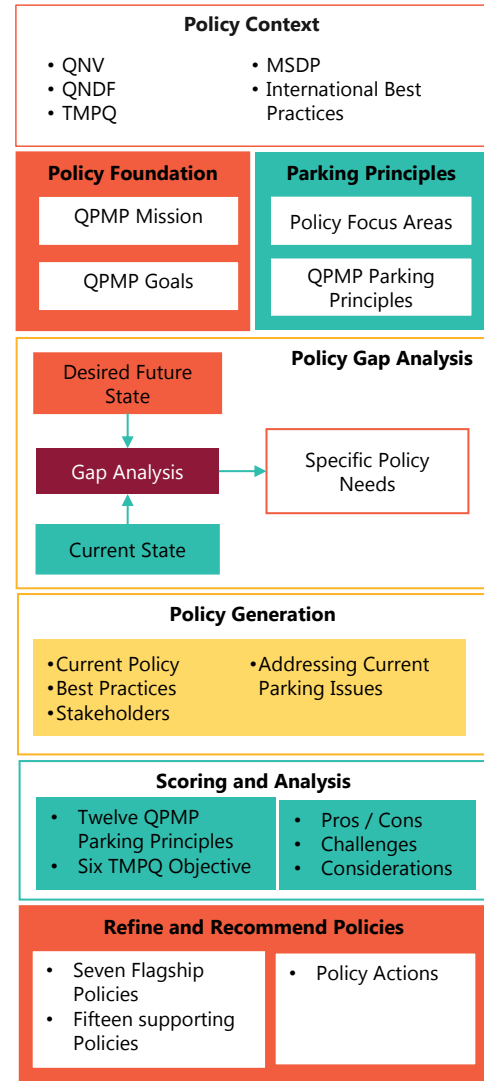 Policy Context
• QNV
• QNDF
• TMPQ
• MSDP
• International Best
Practices
Policy Foundation
QPMP Mission
QPMP Goals
Parking Principles
Policy Focus Areas
QPMP Parking
Principles
Policy Gap Analysis
Desired Future
State
Gap Analysis
Current State
Specific Policy
Needs
Policy Generation
•Current Policy
•Best Practices
•Stakeholders
•Addressing Current
Parking Issues
Scoring and Analysis
• Twelve QPMP
Parking Principles
• Six TMPQ Objective
• Pros / Cons
• Challenges
• Considerations
Refine and Recommend Policies
• Seven Flagship
Policies
• Fifteen supporting
Policies
• Policy Actions